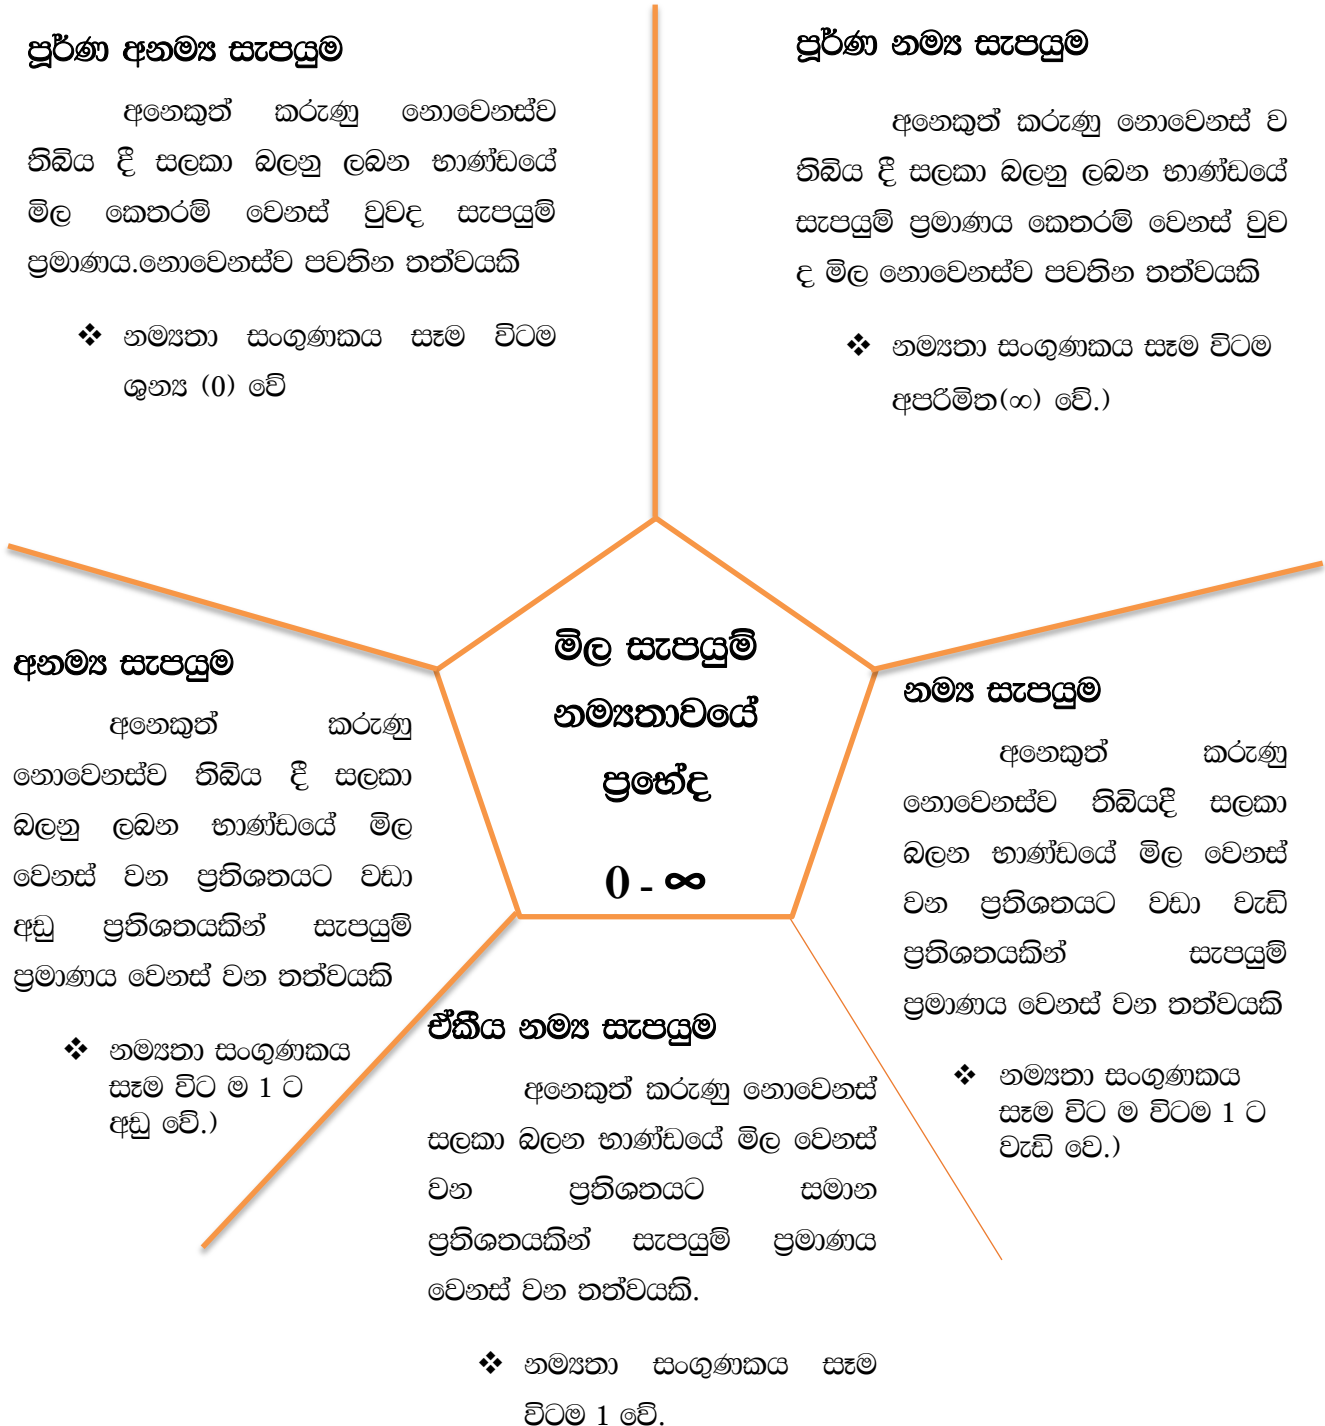 පූර්ණ අනම්‍ය සැපයුම
අනෙකුත් කරුණු නොවෙනස්ව
තිබිය දී සලකා බලනු ලබන භාණ්ඩයේ
මිල කෙතරම් වෙනස් වුවද සැපයුම්
ප්‍රමාණය.නොවෙනස්ව පවතින තත්වයකි
❖ නම්‍යතා සංගුණකය සෑම විටම
ශුන්‍ය (0) වේ
පූර්ණ නම්‍ය සැපයුම
අනෙකුත් කරුණු නොවෙනස් ව
තිබිය දී සලකා බලනු ලබන භාණ්ඩයේ
සැපයුම් ප්‍රමාණය කෙතරම් වෙනස් වුව
ද මිල නොවෙනස්ව පවතින තත්වයකි
❖ නම්‍යතා සංගුණකය සෑම විටම
අපරිමිත(∞) වේ.)
මිල සැපයුම්
නම්‍යතාවයේ
ප්‍රභේද
0 - ∞
අනම්‍ය සැපයුම
අනෙකුත් කරුණු
නොවෙනස්ව තිබිය දී සලකා
බලනු ලබන භාණ්ඩයේ මිල
වෙනස් වන ප්‍රතිශතයට වඩා
අඩු ප්‍රතිශතයකින් සැපයුම්
ප්‍රමාණය වෙනස් වන තත්වයකි
❖ නම්‍යතා සංගුණකය
සෑම විට ම 1 ට
අඩු වේ.)
නම්‍ය සැපයුම
අනෙකුත් කරුණු
නොවෙනස්ව තිබියදී සලකා
බලන භාණ්ඩයේ මිල වෙනස්
වන ප්‍රතිශතයට වඩා වැඩි
ප්‍රතිශතයකින් සැපයුම්
ප්‍රමාණය වෙනස් වන තත්වයකි
❖ නම්‍යතා සංගුණකය
සෑම විට ම විටම 1 ට
වැඩි වෙ.)
ඒකීය නම්‍ය සැපයුම
අනෙකුත් කරුණු නොවෙනස්
සලකා බලන භාණ්ඩයේ මිල වෙනස්
වන ප්‍රතිශතයට සමාන
ප්‍රතිශතයකින් සැපයුම් ප්‍රමාණය
වෙනස් වන තත්වයකි.
❖ නම්‍යතා සංගුණකය සෑම
විටම 1 වේ.